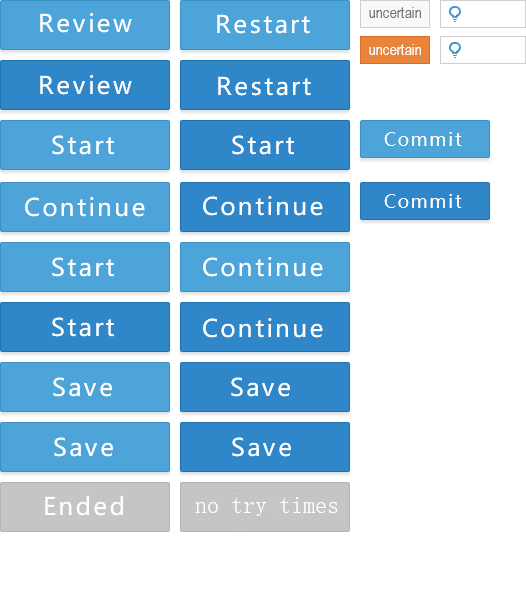 Review Restart uncertain
Review Restart uncertain
Start Start Commit
Continue Continue Commit
Start Continue
Start Continue
Save Save
Save Save
Ended no try times